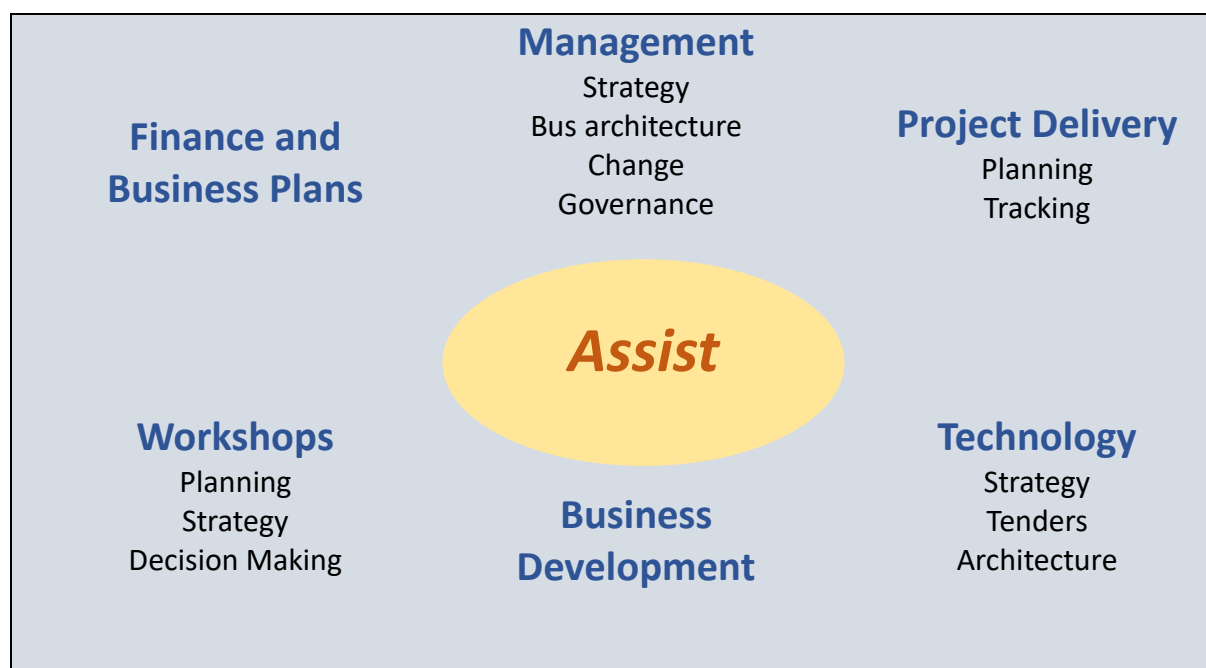 Management
Strategy
Bus architecture
Change
Governance
Finance and
Business Plans
Project Delivery
Planning
Tracking
Assist
Workshops
Planning
Strategy
Decision Making
Business
Development
Technology
Strategy
Tenders
Architecture